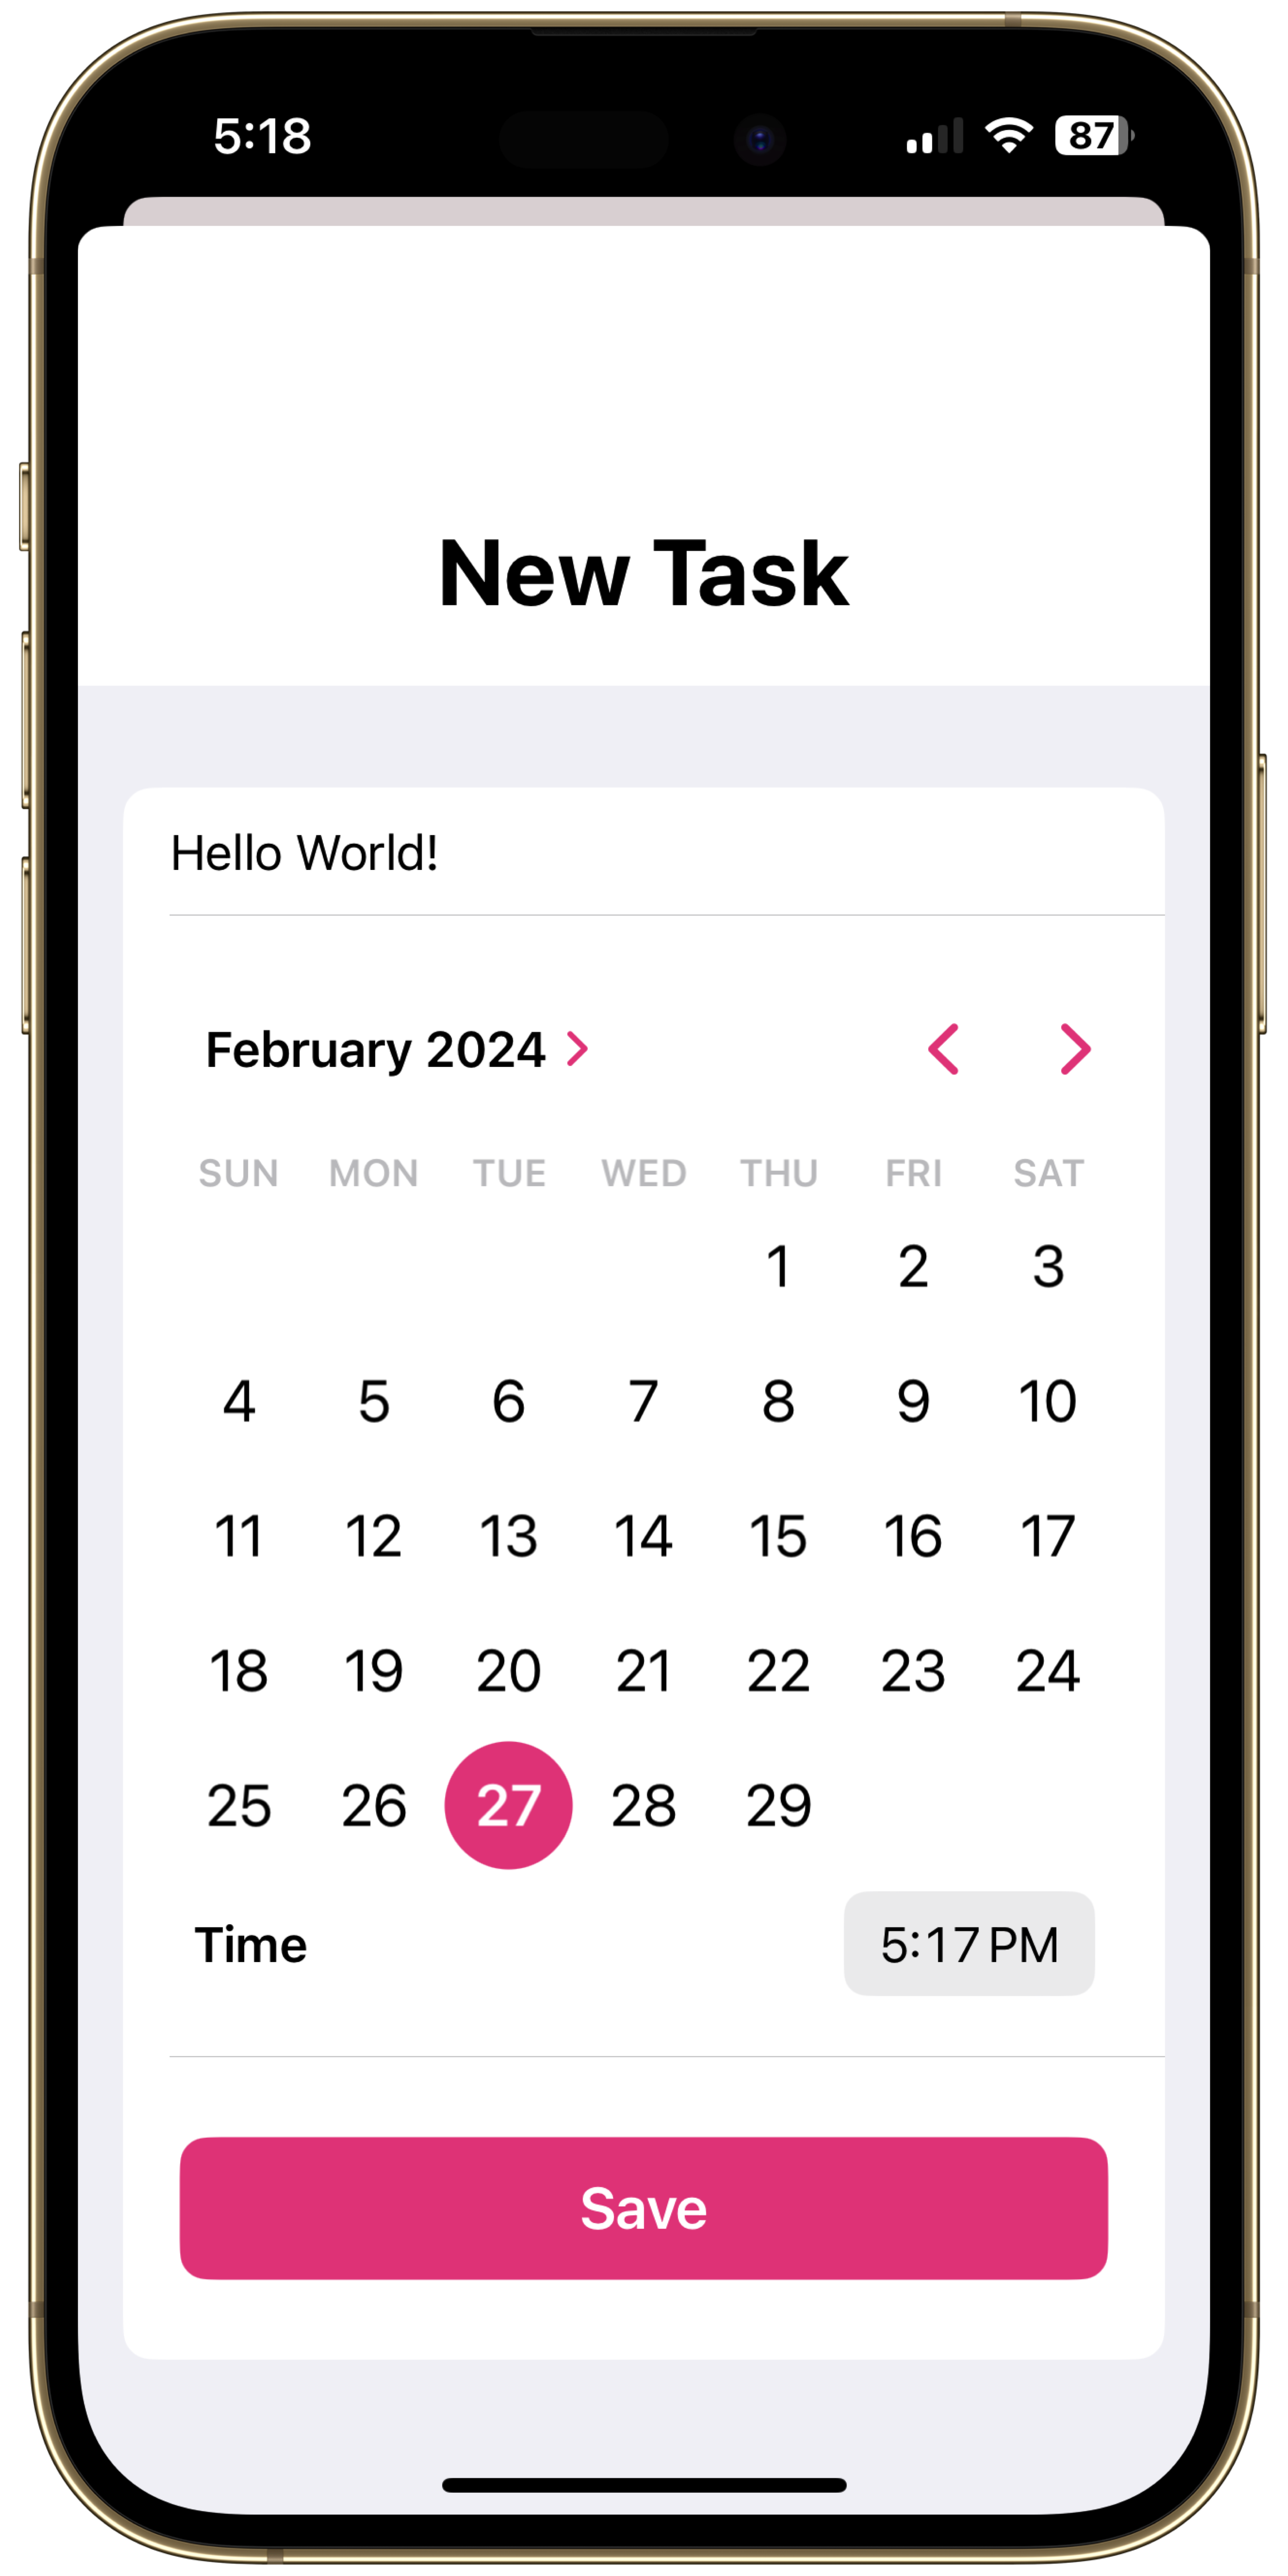 5:18 87
New Task
Hello World!
February 2024
SUN MON TUE WED THU FRI SAT
1 2 3
4 5 6 7 8 9 10
11 12 13 14 15 16 17
18 19 20 21 22 23 24
25 26 27 28 29
Time 5:17 PM
Save